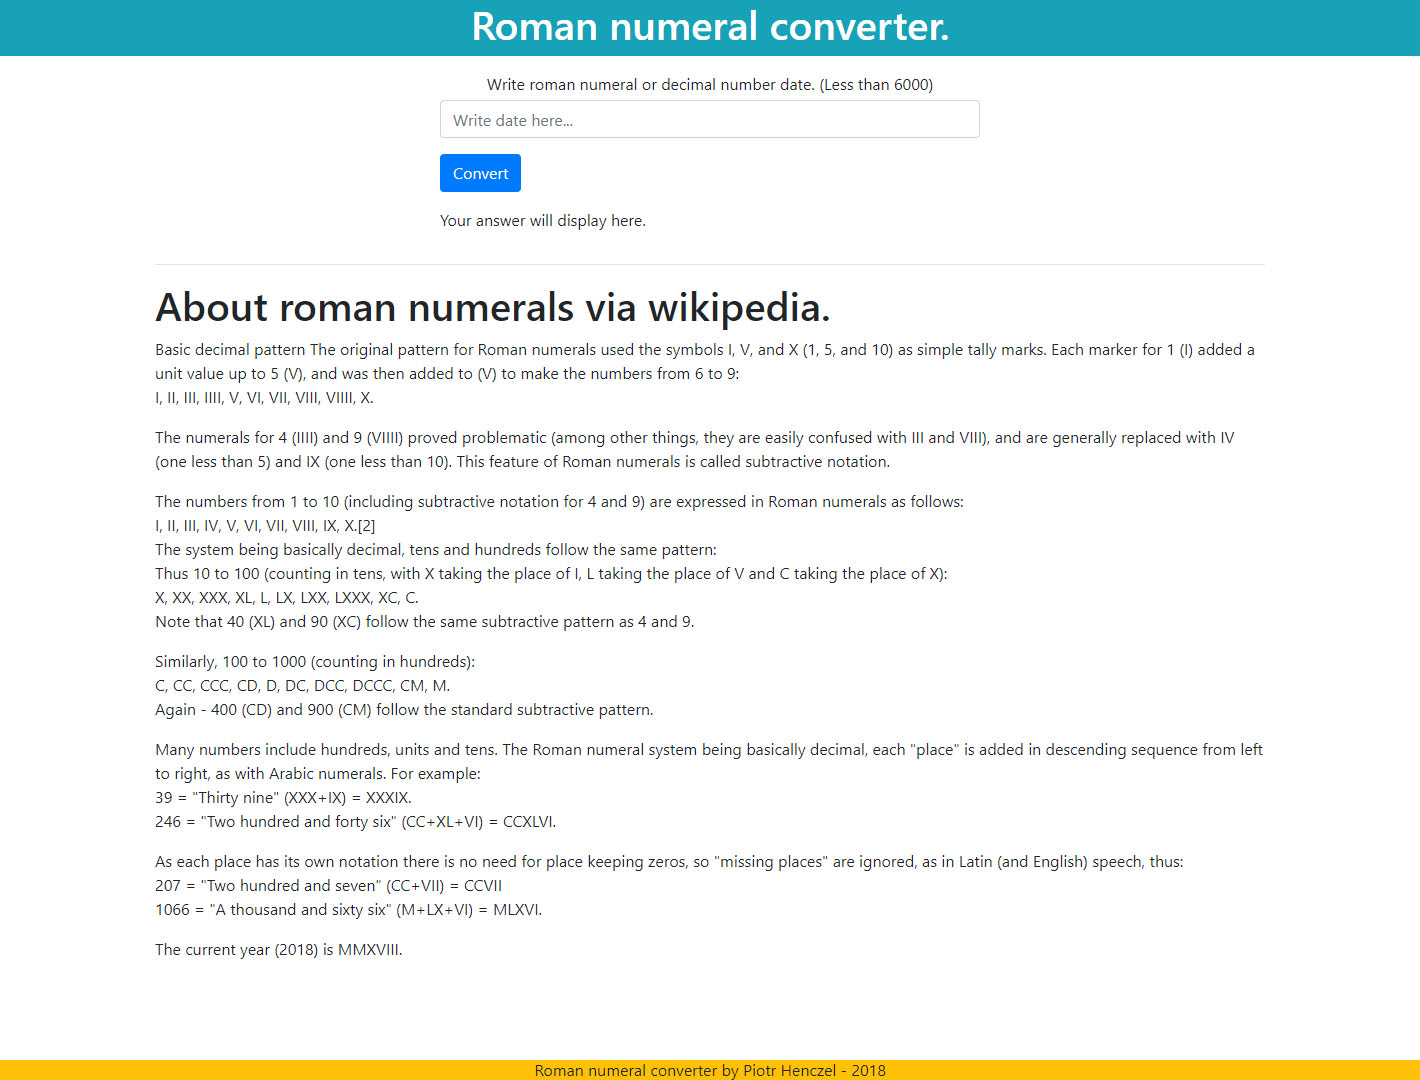 Roman numeral converter.
Write roman numeral or decimal number date. (Less than 6000)
Write date here...
Convert
Your answer will display here.
About roman numerals via wikipedia.
Basic decimal pattern The original pattern for Roman numerals used the symbols I, V, and X (1, 5, and 10) as simple tally marks. Each marker for 1 (I) added a
unit value up to 5 (V), and was then added to (V) to make the numbers from 6 to 9:
I, II, III, IIII, V, VI, VII, VIII, VIIII, X.
The numerals for 4 (IIII) and 9 (VIIII) proved problematic (among other things, they are easily confused with III and VIII), and are generally replaced with IV
(one less than 5) and IX (one less than 10). This feature of Roman numerals is called subtractive notation.
The numbers from 1 to 10 (including subtractive notation for 4 and 9) are expressed in Roman numerals as follows:
I, II, III, IV, V, VI, VII, VIII, IX, X.[2]
The system being basically decimal, tens and hundreds follow the same pattern:
Thus 10 to 100 (counting in tens, with X taking the place of I, L taking the place of V and C taking the place of X):
X, XX, XXX, XL, L, LX, LXX, LXXX, XC, C.
Note that 40 (XL) and 90 (XC) follow the same subtractive pattern as 4 and 9.
Similarly, 100 to 1000 (counting in hundreds):
C, CC, CCC, CD, D, DC, DCC, DCCC, CM, M.
Again - 400 (CD) and 900 (CM) follow the standard subtractive pattern.
Many numbers include hundreds, units and tens. The Roman numeral system being basically decimal, each "place" is added in descending sequence from left
to right, as with Arabic numerals. For example:
39 = "Thirty nine" (XXX+IX) = XXXIX.
246 = "Two hundred and forty six" (CC+XL+VI) = CCXLVI.
As each place has its own notation there is no need for place keeping zeros, so "missing places" are ignored, as in Latin (and English) speech, thus:
207 = "Two hundred and seven" (CC+VII) = CCVII
1066 = "A thousand and sixty six" (M+LX+VI) = MLXVI.
The current year (2018) is MMXVIII.
Roman numeral converter by Piotr Henczel - 2018